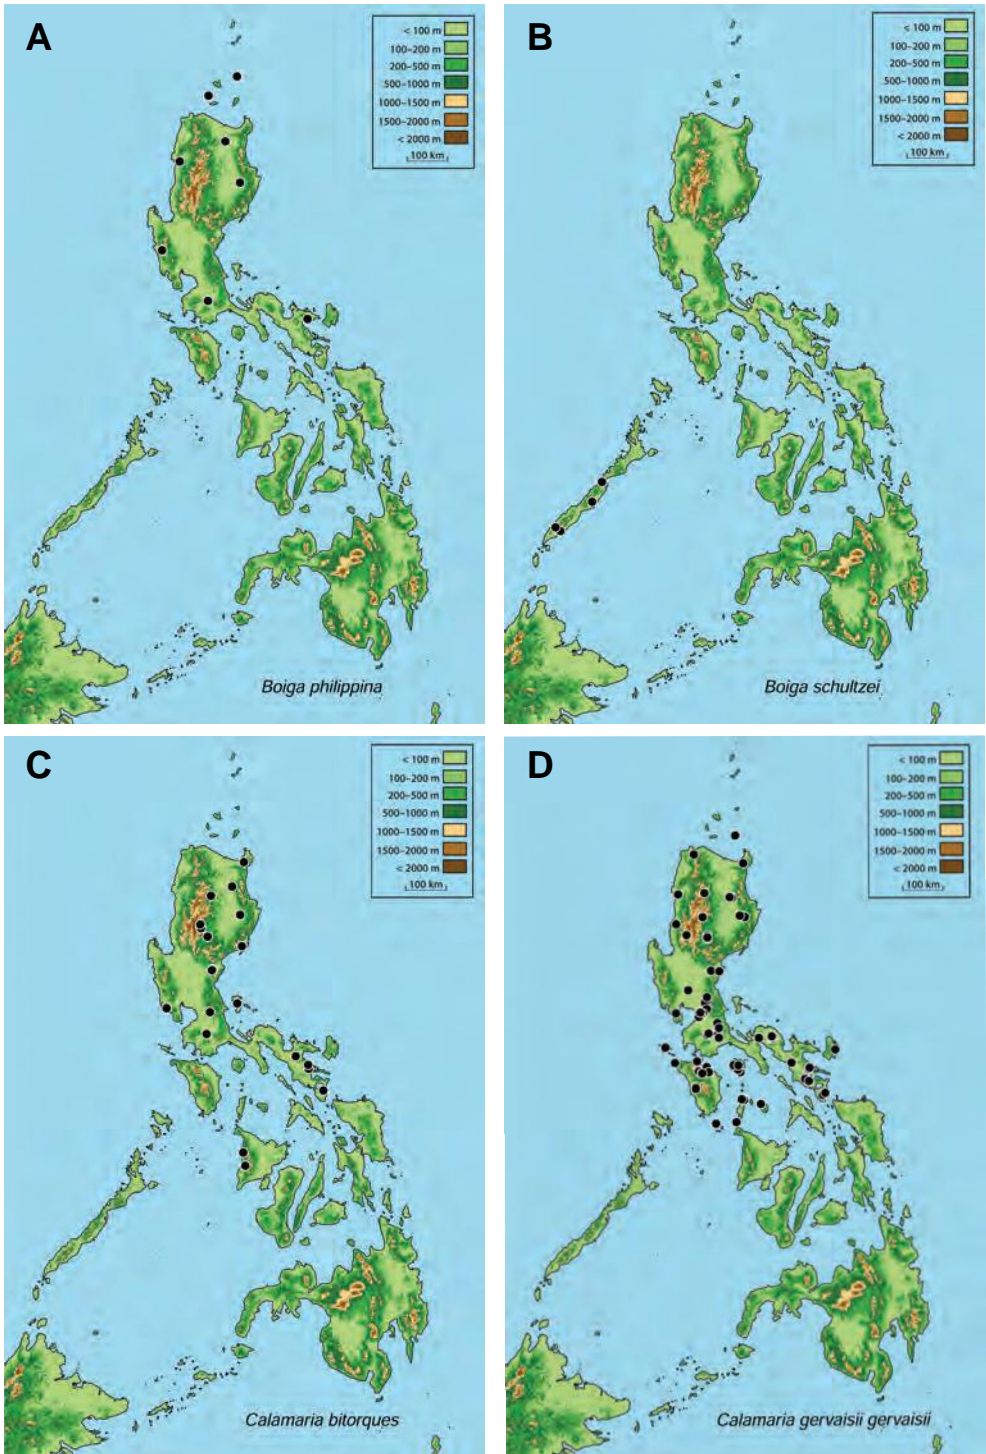 A
< 100 m
100–200 m
200–500 m
500–1000 m
1000–1500 m
1500–2000 m
< 2000 m
100 km
Boiga philippina
B
< 100 m
100–200 m
200–500 m
500–1000 m
1000–1500 m
1500–2000 m
< 2000 m
100 km
Boiga schultzei
C
< 100 m
100–200 m
200–500 m
500–1000 m
1000–1500 m
1500–2000 m
< 2000 m
100 km
Calamaria bitorques
D
< 100 m
100–200 m
200–500 m
500–1000 m
1000–1500 m
1500–2000 m
< 2000 m
100 km
Calamaria gervaisii gervaisii